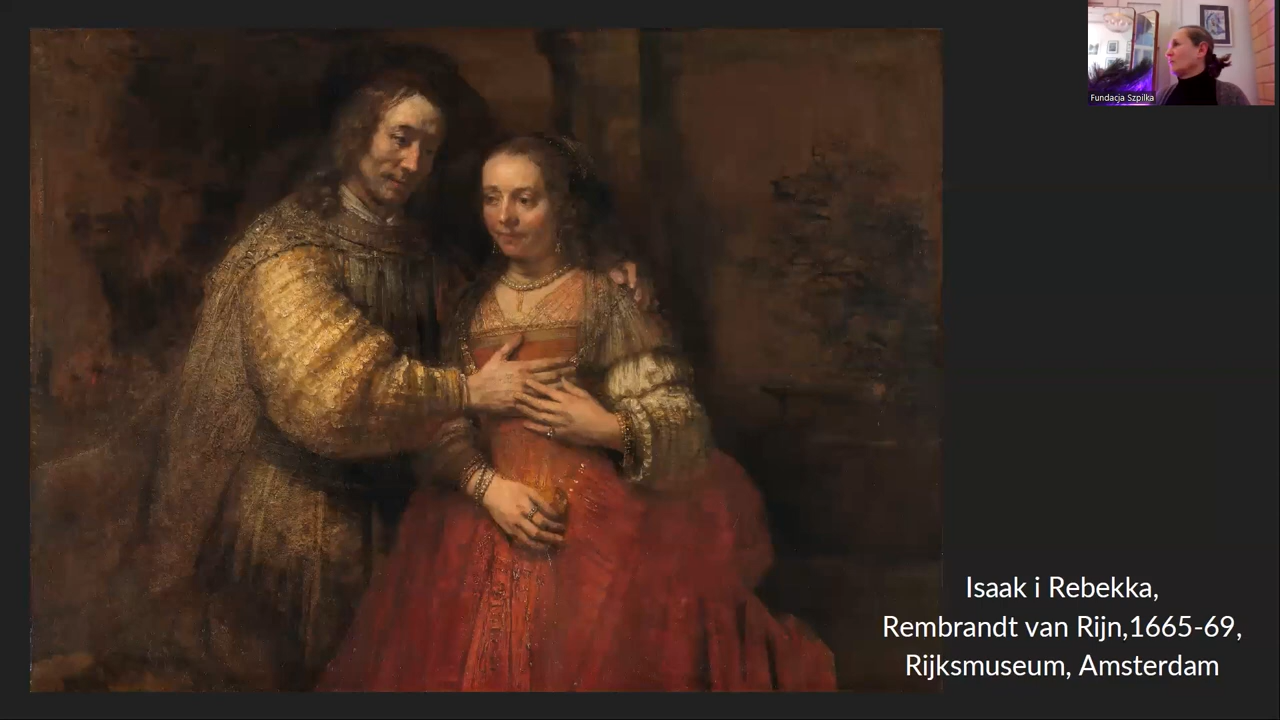 Fundacja Szpilka
Isaak i Rebekka,
Rembrandt van Rijn,1665-69,
Rijksmuseum, Amsterdam